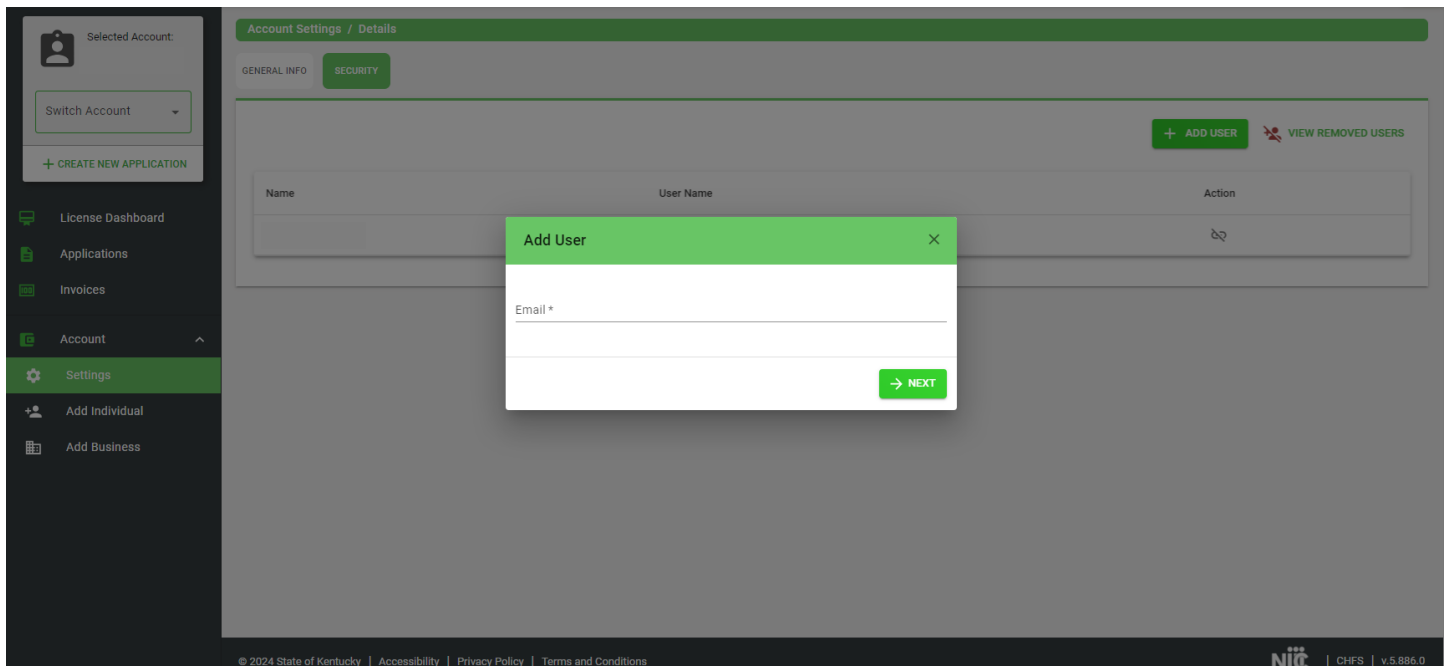 Selected Account:
Switch Account
+ CREATE NEW APPLICATION
License Dashboard
Applications
Invoices
Account
Settings
Add Individual
Add Business
Account Settings / Details
GENERAL INFO
SECURITY
+ ADD USER
VIEW REMOVED USERS
Name User Name Action
Add User
Email *
NEXT
© 2024 State of Kentucky | Accessibility | Privacy Policy | Terms and Conditions
NIC | CHFS | v.5.886.0